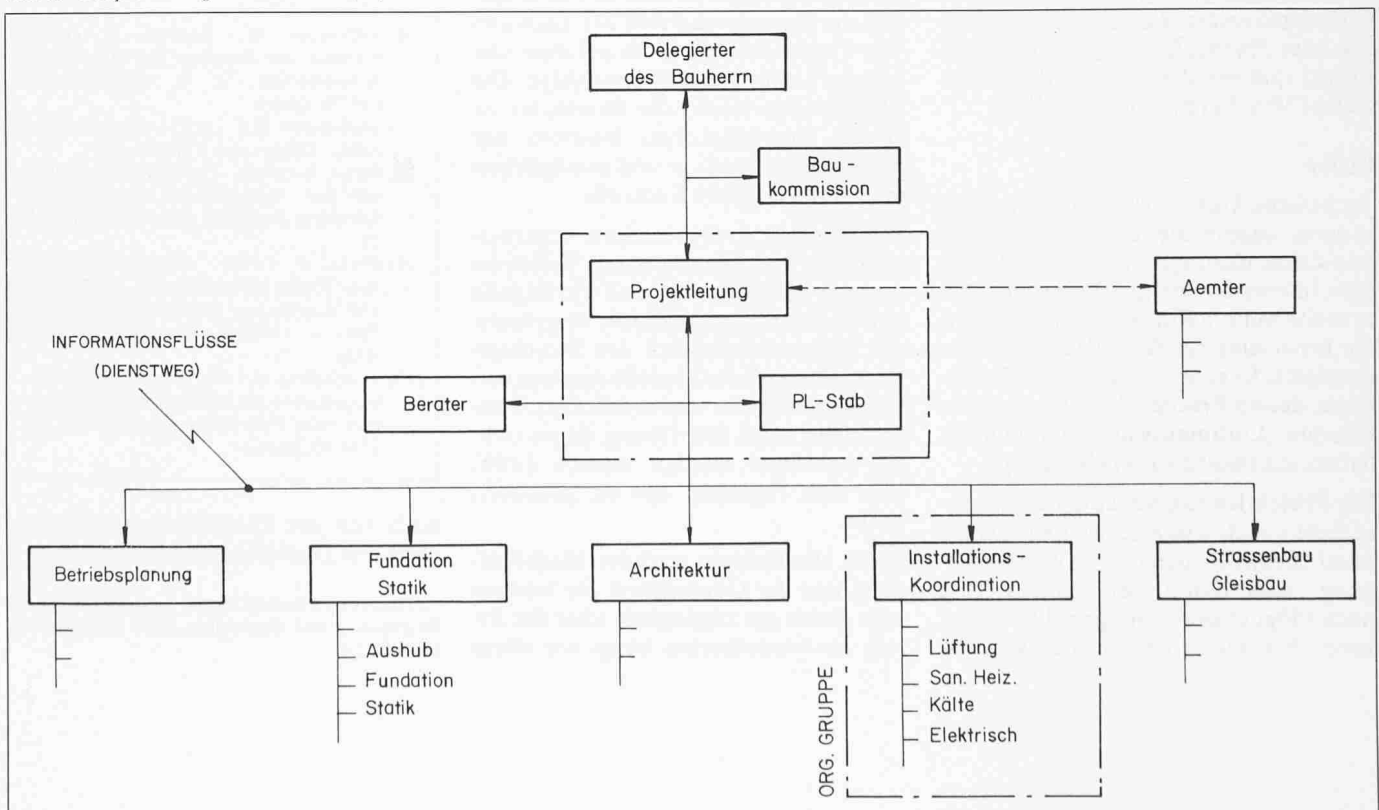 Delegierter
des Bauherrn
Bau -
kommission
Projektleitung
Aemter
INFORMATIONSFLÜSSE
(DIENSTWEG)
Berater
PL-Stab
Betriebsplanung
Fundation
Statik
Architektur
Installations -
Koordination
Strassenbau
Gleisbau
Aushub
Fundation
Statik
ORG. GRUPPE
Lüftung
San. Heiz.
Kälte
Elektrisch